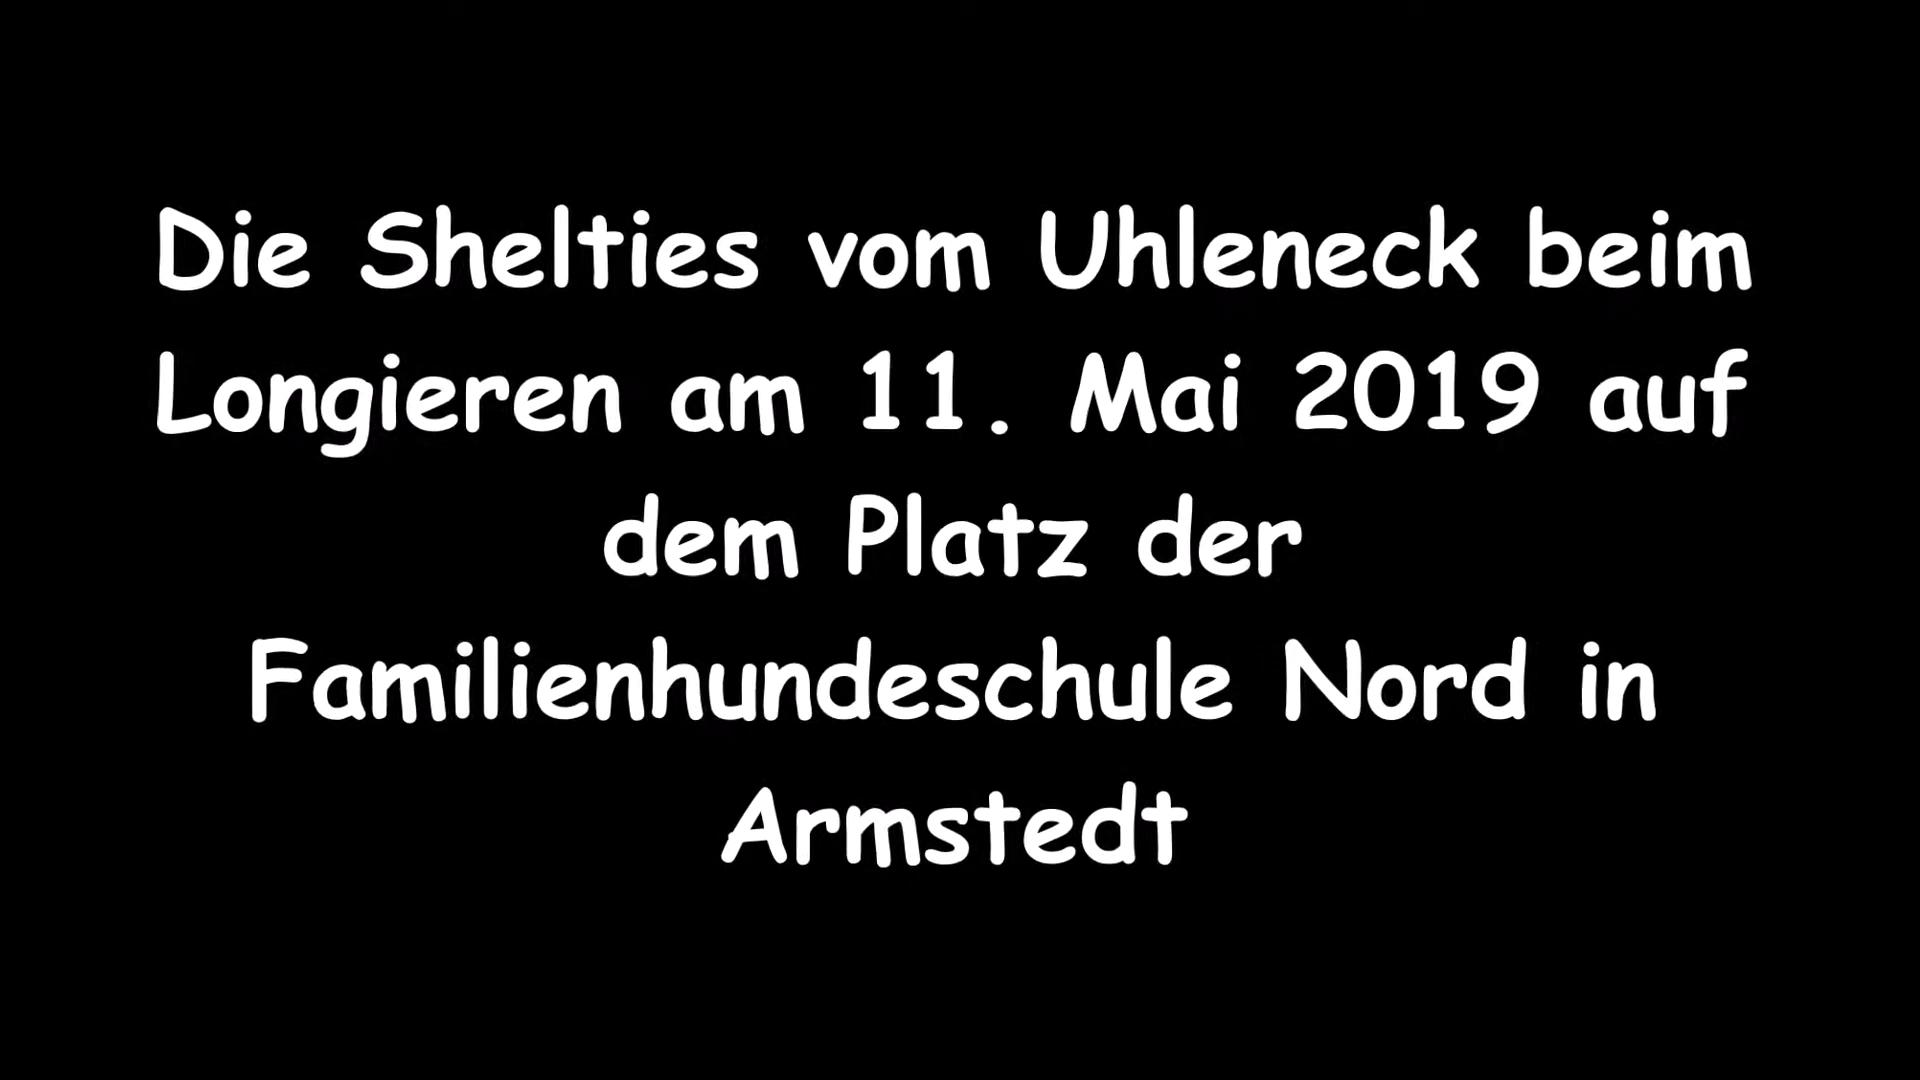 Die Shelties vom Uhleneck beim
Longieren am 11. Mai 2019 auf
dem Platz der
Familienhundeschule Nord in
Armstedt